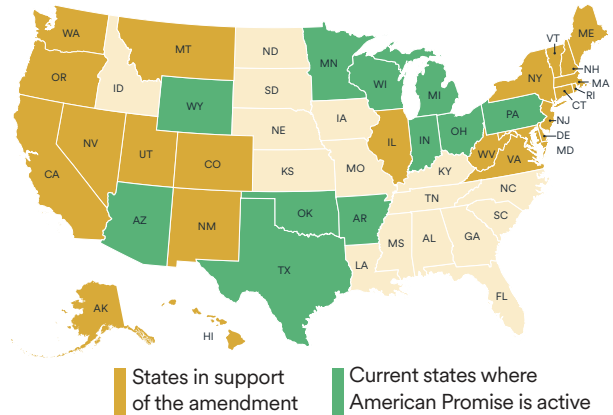 WA
MT
ND
MN
VT
ME
OR
ID
SD
WI
MI
NY
NH
MA
RI
CT
WY
IA
PA
NJ
NV
NE
IL
IN
OH
DE
MD
UT
CO
KS
MO
WV
VA
CA
KY
NC
AZ
NM
OK
AR
TN
SC
MS
AL
GA
TX
LA
FL
AK
HI
States in support
of the amendment
Current states where
American Promise is active